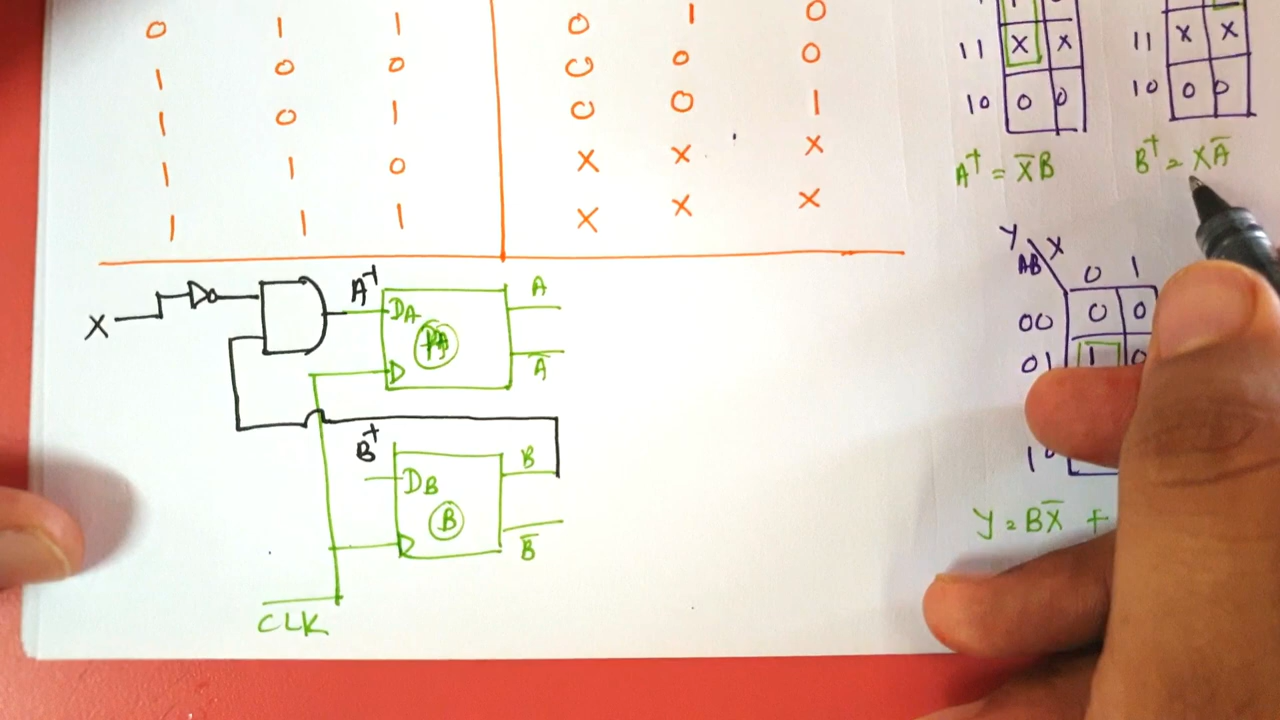 0 1 1 0 1 0
1 0 0 0 0 0
1 0 1 0 0 1
1 1 0 X X X
1 1 1 X X X
11 X X
10 0 0
11 X X
10 0 0
A⁺ = X̅B
B⁺ = XA̅
Y X
AB 0 1
00 0 0
01 1 0
Y = BX̅ +
X
A⁺
DA
A
A̅
B⁺
DB
B
B
B̅
CLK